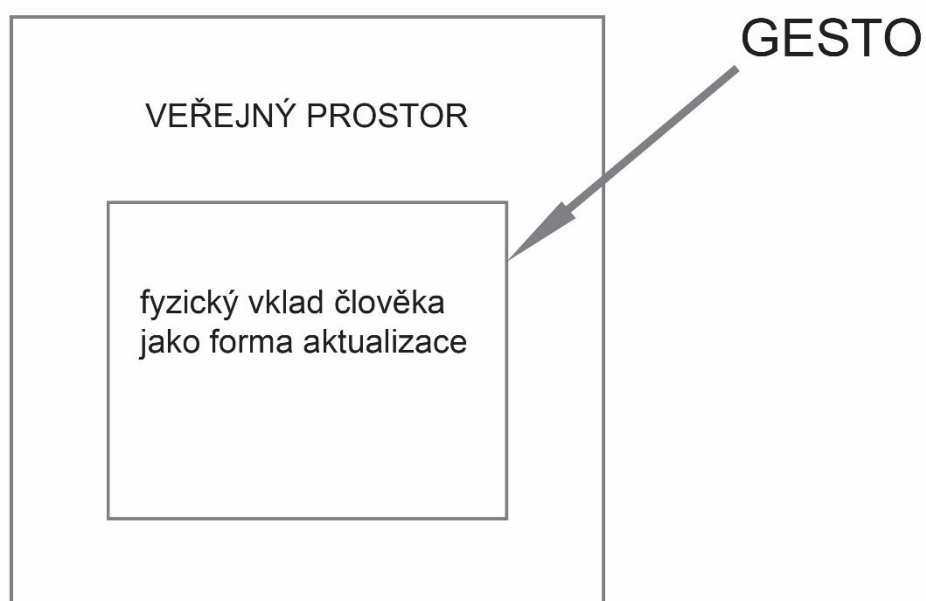 GESTO
VEŘEJNÝ PROSTOR
fyzický vklad člověka
jako forma aktualizace